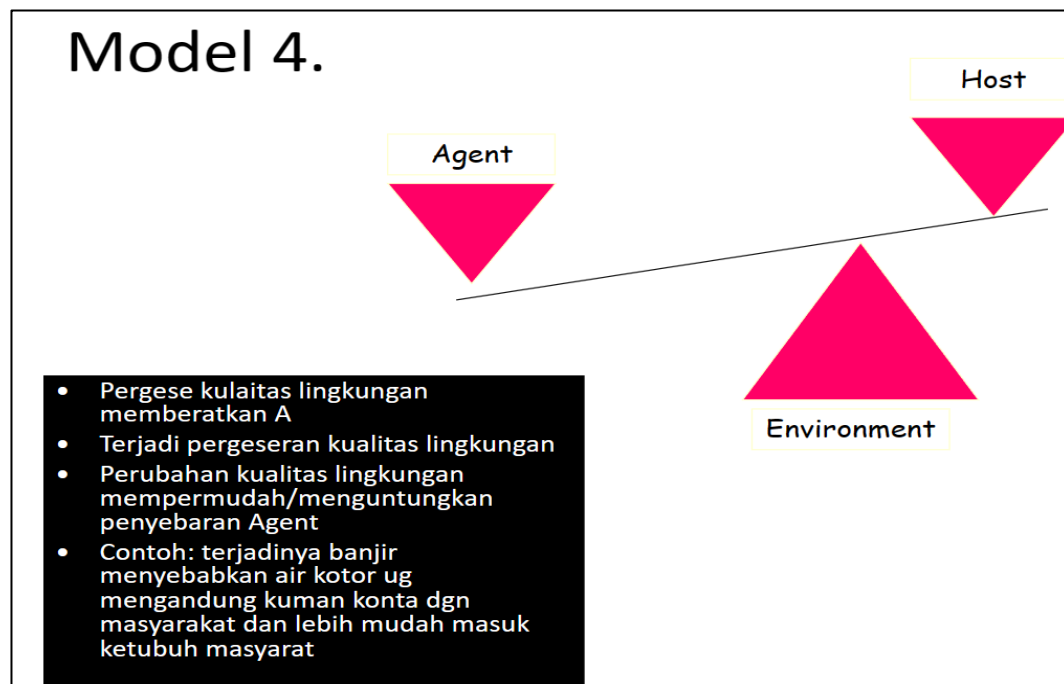 Model 4.
Host
Agent
Environment
• Pergese kulaitas lingkungan
memberatkan A
• Terjadi pergeseran kualitas lingkungan
• Perubahan kualitas lingkungan
mempermudah/menguntungkan
penyebaran Agent
• Contoh: terjadinya banjir
menyebabkan air kotor ug
mengandung kuman konta dgn
masyarakat dan lebih mudah masuk
ketubuh masyarat